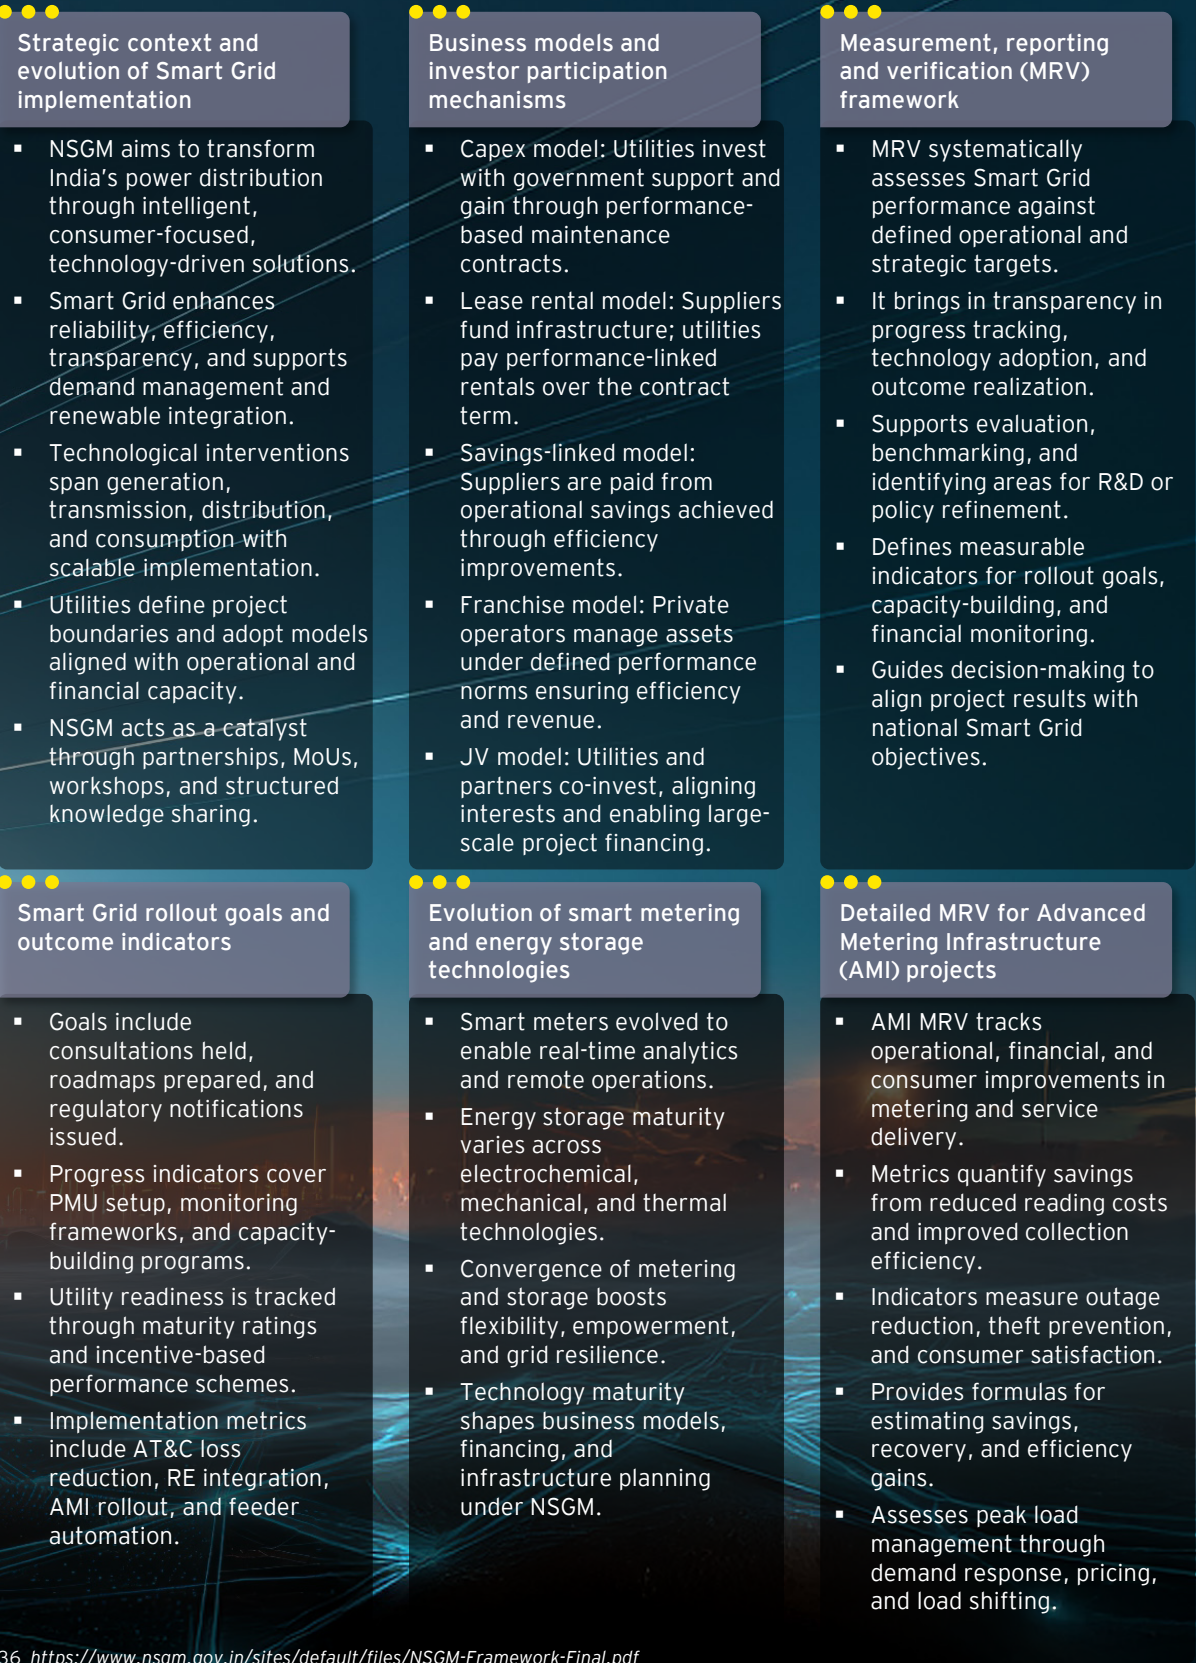 Strategic context and
evolution of Smart Grid
implementation
▪ NSGM aims to transform
India's power distribution
through intelligent,
consumer-focused,
technology-driven solutions.
▪ Smart Grid enhances
reliability, efficiency,
transparency, and supports
demand management and
renewable integration.
▪ Technological interventions
span generation,
transmission, distribution,
and consumption with
scalable implementation.
▪ Utilities define project
boundaries and adopt models
aligned with operational and
financial capacity.
▪ NSGM acts as a catalyst
through partnerships, MoUs,
workshops, and structured
knowledge sharing.
Business models and
investor participation
mechanisms
▪ Capex model: Utilities invest
with government support and
gain through performance-
based maintenance
contracts.
▪ Lease rental model: Suppliers
fund infrastructure; utilities
pay performance-linked
rentals over the contract
term.
▪ Savings-linked model:
Suppliers are paid from
operational savings achieved
through efficiency
improvements.
▪ Franchise model: Private
operators manage assets
under defined performance
norms ensuring efficiency
and revenue.
▪ JV model: Utilities and
partners co-invest, aligning
interests and enabling large-
scale project financing.
Measurement, reporting
and verification (MRV)
framework
▪ MRV systematically
assesses Smart Grid
performance against
defined operational and
strategic targets.
▪ It brings in transparency in
progress tracking,
technology adoption, and
outcome realization.
▪ Supports evaluation,
benchmarking, and
identifying areas for R&D or
policy refinement.
▪ Defines measurable
indicators for rollout goals,
capacity-building, and
financial monitoring.
▪ Guides decision-making to
align project results with
national Smart Grid
objectives.
Smart Grid rollout goals and
outcome indicators
▪ Goals include
consultations held,
roadmaps prepared, and
regulatory notifications
issued.
▪ Progress indicators cover
PMU setup, monitoring
frameworks, and capacity-
building programs.
▪ Utility readiness is tracked
through maturity ratings
and incentive-based
performance schemes.
▪ Implementation metrics
include AT&C loss
reduction, RE integration,
AMI rollout, and feeder
automation.
Evolution of smart metering
and energy storage
technologies
▪ Smart meters evolved to
enable real-time analytics
and remote operations.
▪ Energy storage maturity
varies across
electrochemical,
mechanical, and thermal
technologies.
▪ Convergence of metering
and storage boosts
flexibility, empowerment,
and grid resilience.
▪ Technology maturity
shapes business models,
financing, and
infrastructure planning
under NSGM.
Detailed MRV for Advanced
Metering Infrastructure
(AMI) projects
▪ AMI MRV tracks
operational, financial, and
consumer improvements in
metering and service
delivery.
▪ Metrics quantify savings
from reduced reading costs
and improved collection
efficiency.
▪ Indicators measure outage
reduction, theft prevention,
and consumer satisfaction.
▪ Provides formulas for
estimating savings,
recovery, and efficiency
gains.
▪ Assesses peak load
management through
demand response, pricing,
and load shifting.
36 https://www.nsgm.gov.in/sites/default/files/NSGM-Framework-Final.pdf